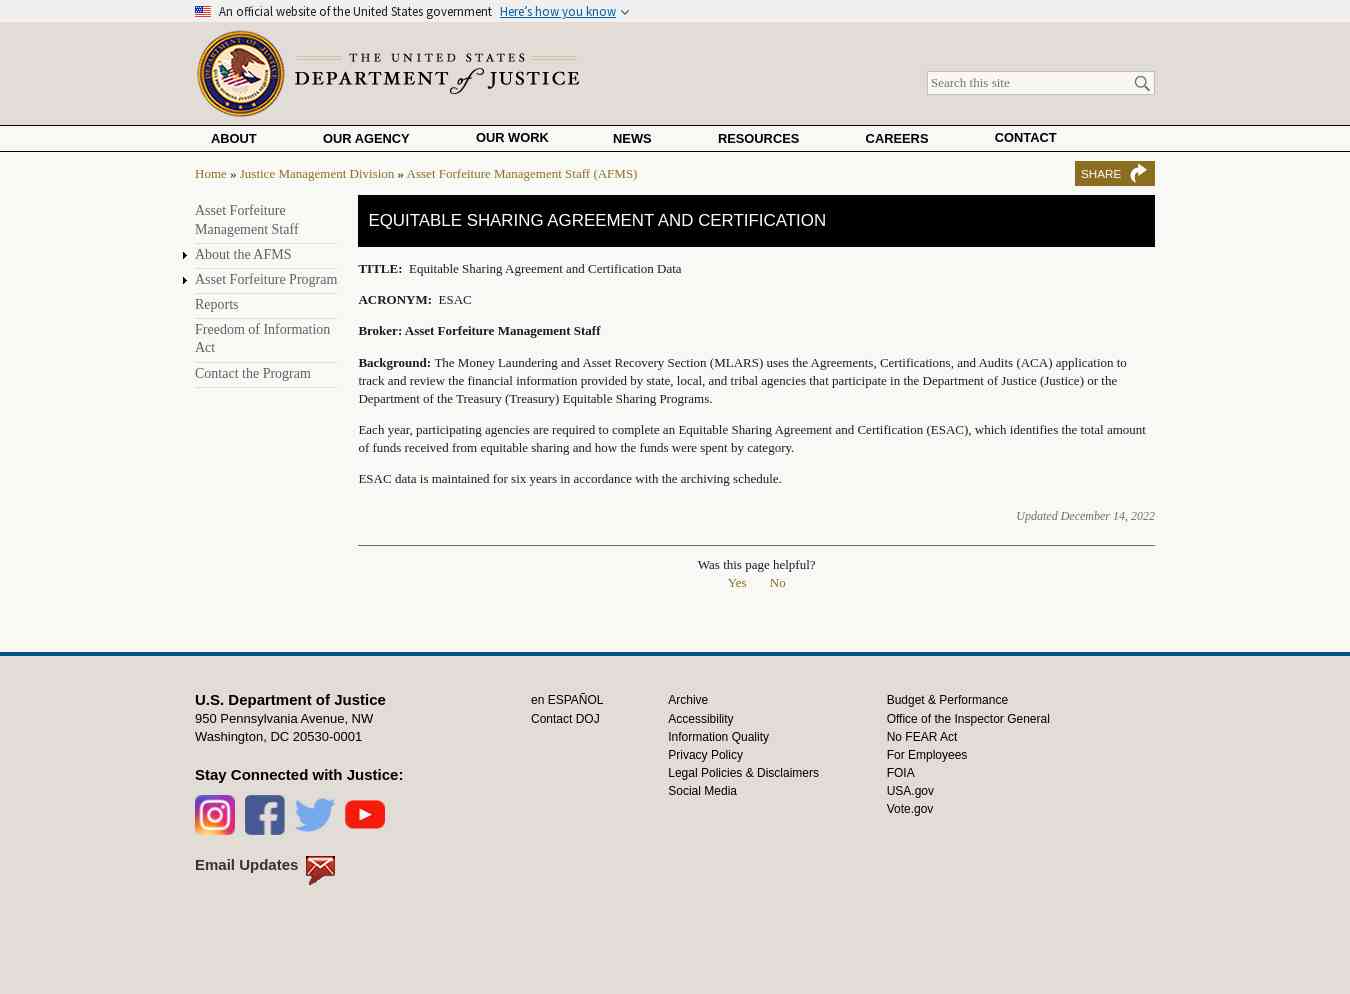 An official website of the United States government Here's how you know
THE UNITED STATES
DEPARTMENT of JUSTICE
Search this site
ABOUT OUR AGENCY OUR WORK NEWS RESOURCES CAREERS CONTACT
Home » Justice Management Division » Asset Forfeiture Management Staff (AFMS)
SHARE
Asset Forfeiture
Management Staff
About the AFMS
Asset Forfeiture Program
Reports
Freedom of Information
Act
Contact the Program
EQUITABLE SHARING AGREEMENT AND CERTIFICATION
TITLE: Equitable Sharing Agreement and Certification Data
ACRONYM: ESAC
Broker: Asset Forfeiture Management Staff
Background: The Money Laundering and Asset Recovery Section (MLARS) uses the Agreements, Certifications, and Audits (ACA) application to
track and review the financial information provided by state, local, and tribal agencies that participate in the Department of Justice (Justice) or the
Department of the Treasury (Treasury) Equitable Sharing Programs.
Each year, participating agencies are required to complete an Equitable Sharing Agreement and Certification (ESAC), which identifies the total amount
of funds received from equitable sharing and how the funds were spent by category.
ESAC data is maintained for six years in accordance with the archiving schedule.
Updated December 14, 2022
Was this page helpful?
Yes No
U.S. Department of Justice
950 Pennsylvania Avenue, NW
Washington, DC 20530-0001
Stay Connected with Justice:
Email Updates
en ESPAÑOL
Contact DOJ
Archive
Accessibility
Information Quality
Privacy Policy
Legal Policies & Disclaimers
Social Media
Budget & Performance
Office of the Inspector General
No FEAR Act
For Employees
FOIA
USA.gov
Vote.gov